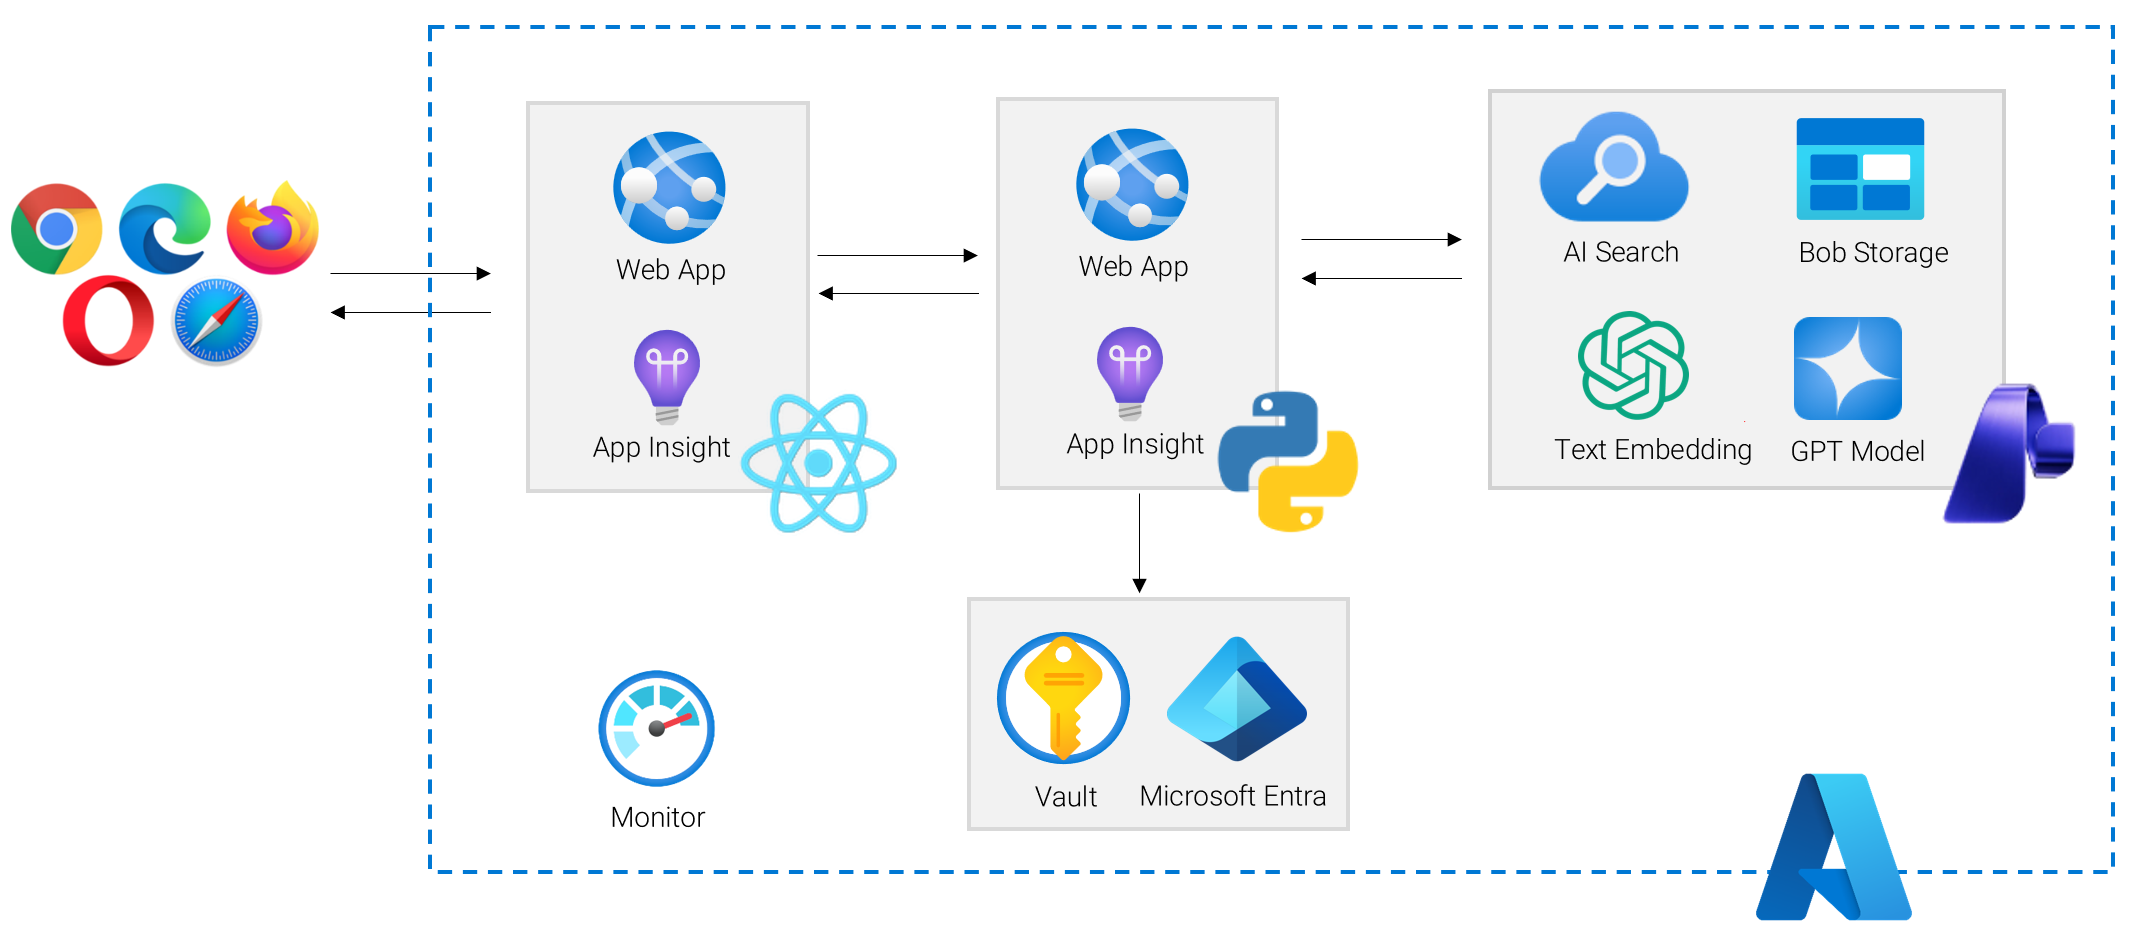 Web App
App Insight
Web App
App Insight
AI Search
Bob Storage
Text Embedding
GPT Model
Vault
Microsoft Entra
Monitor